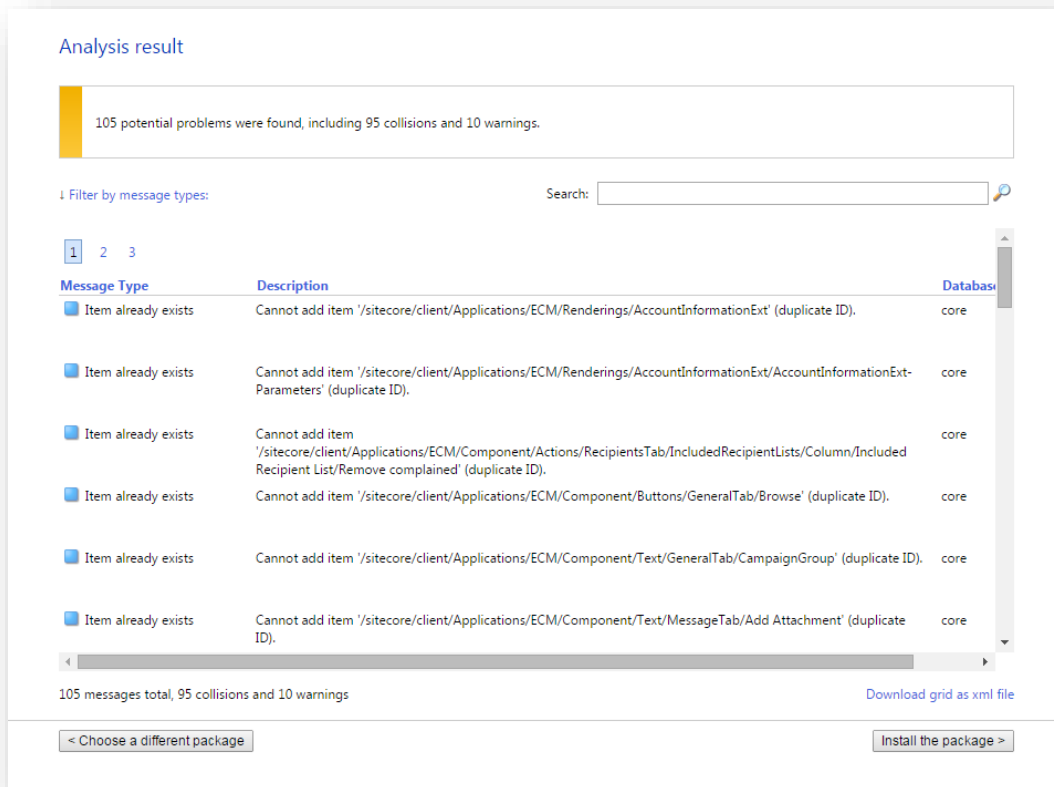 Analysis result
105 potential problems were found, including 95 collisions and 10 warnings.
↓ Filter by message types:
Search:
1 2 3
Message Type Description Database
Item already exists Cannot add item '/sitecore/client/Applications/ECM/Renderings/AccountInformationExt' (duplicate ID). core
Item already exists Cannot add item '/sitecore/client/Applications/ECM/Renderings/AccountInformationExt/AccountInformationExt- core
Parameters' (duplicate ID).
Item already exists Cannot add item core
'/sitecore/client/Applications/ECM/Component/Actions/RecipientsTab/IncludedRecipientLists/Column/Included
Recipient List/Remove complained' (duplicate ID).
Item already exists Cannot add item '/sitecore/client/Applications/ECM/Component/Buttons/GeneralTab/Browse' (duplicate ID). core
Item already exists Cannot add item '/sitecore/client/Applications/ECM/Component/Text/GeneralTab/CampaignGroup' (duplicate ID). core
Item already exists Cannot add item '/sitecore/client/Applications/ECM/Component/Text/MessageTab/Add Attachment' (duplicate core
ID).
105 messages total, 95 collisions and 10 warnings Download grid as xml file
< Choose a different package Install the package >